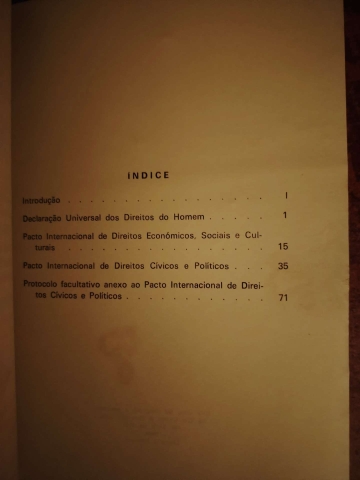 ÍNDICE
Introdução . . . . . . . . . . . . . . . . I
Declaração Universal dos Direitos do Homem . . . . . 1
Pacto Internacional de Direitos Económicos, Sociais e Cul-
turais . . . . . . . . . . . . . . . . 15
Pacto Internacional de Direitos Cívicos e Políticos . . . 35
Protocolo facultativo anexo ao Pacto Internacional de Direi-
tos Cívicos e Políticos . . . . . . . . . . . 71